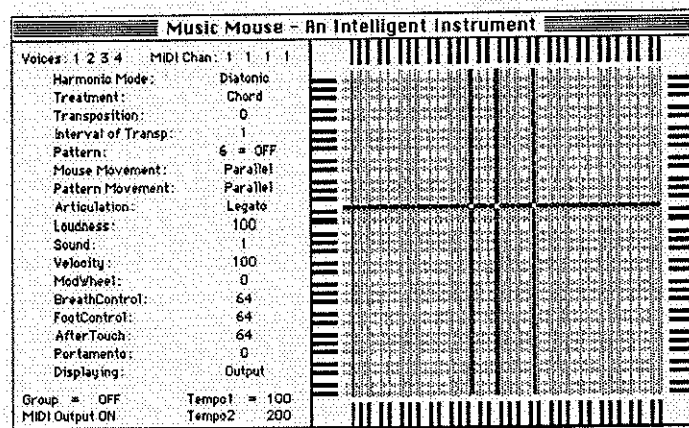 Music Mouse - An Intelligent Instrument
Voices: 1 2 3 4 MIDI Chan: 1 1 1 1
Harmonic Mode: Diatonic
Treatment: Chord
Transposition: 0
Interval of Transp: 1
Pattern: 6 = OFF
Mouse Movement: Parallel
Pattern Movement: Parallel
Articulation: Legato
Loudness: 100
Sound: 1
Velocity: 100
ModWheel: 0
BreathControl: 64
FootControl: 64
AfterTouch: 64
Portamento: 0
Displaying: Output
Group = OFF Tempo1 = 100
MIDI Output ON Tempo2 200